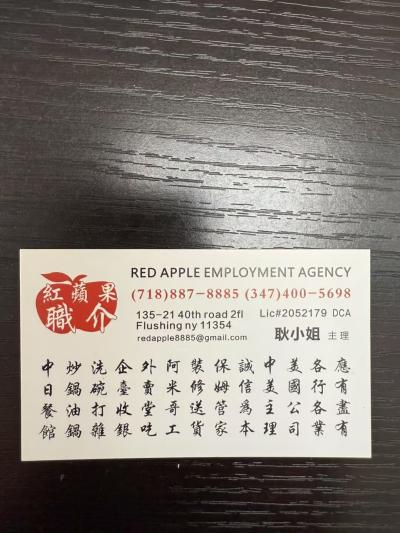 紅蘋果
職介
RED APPLE EMPLOYMENT AGENCY
(718)887-8885 (347)400-5698
135-21 40th road 2fl Lic#2052179 DCA
Flushing ny 11354
redapple8885@gmail.com
耿小姐 主理
中日餐館
炒鍋油鍋
洗碗打雜
企臺收銀
外賣堂吃
阿米哥工
裝修送貨
保姆管家
誠信為本
中美主理
美國公司
各行各業
應有盡有